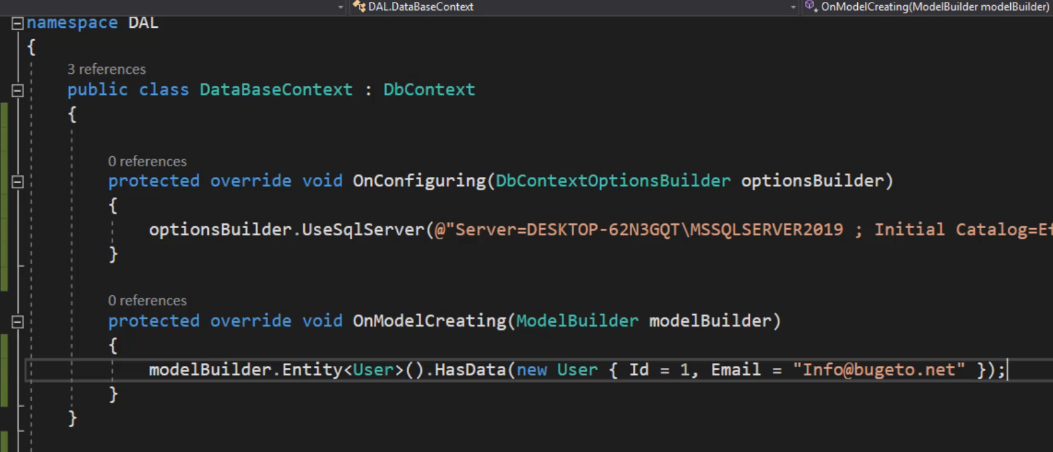 DAL.DataBaseContext OnModelCreating(ModelBuilder modelBuilder)
namespace DAL
{
3 references
public class DataBaseContext : DbContext
{
0 references
protected override void OnConfiguring(DbContextOptionsBuilder optionsBuilder)
{
optionsBuilder.UseSqlServer(@"Server=DESKTOP-62N3GQT\MSSQLSERVER2019 ; Initial Catalog=Ef
}
0 references
protected override void OnModelCreating(ModelBuilder modelBuilder)
{
modelBuilder.Entity<User>().HasData(new User { Id = 1, Email = "Info@bugeto.net" });
}
}